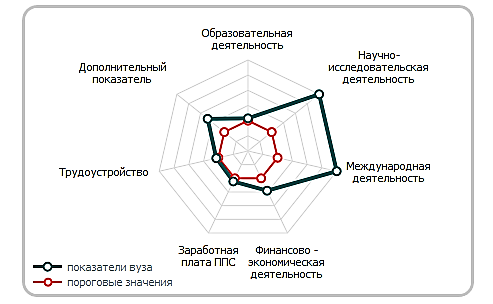 Образовательная
деятельность
Научно-
исследовательская
деятельность
Дополнительный
показатель
Трудоустройство
Международная
деятельность
Заработная
плата ППС
Финансово -
экономическая
деятельность
показатели вуза
пороговые значения